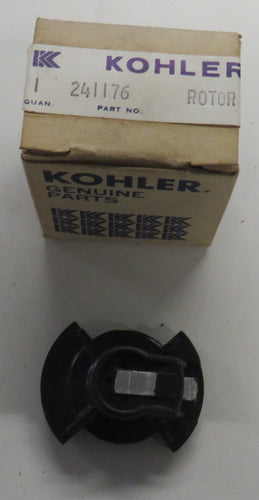 KOHLER
1 241176 ROTOR
QUAN. PART NO.
KOHLER
GENUINE
PARTS